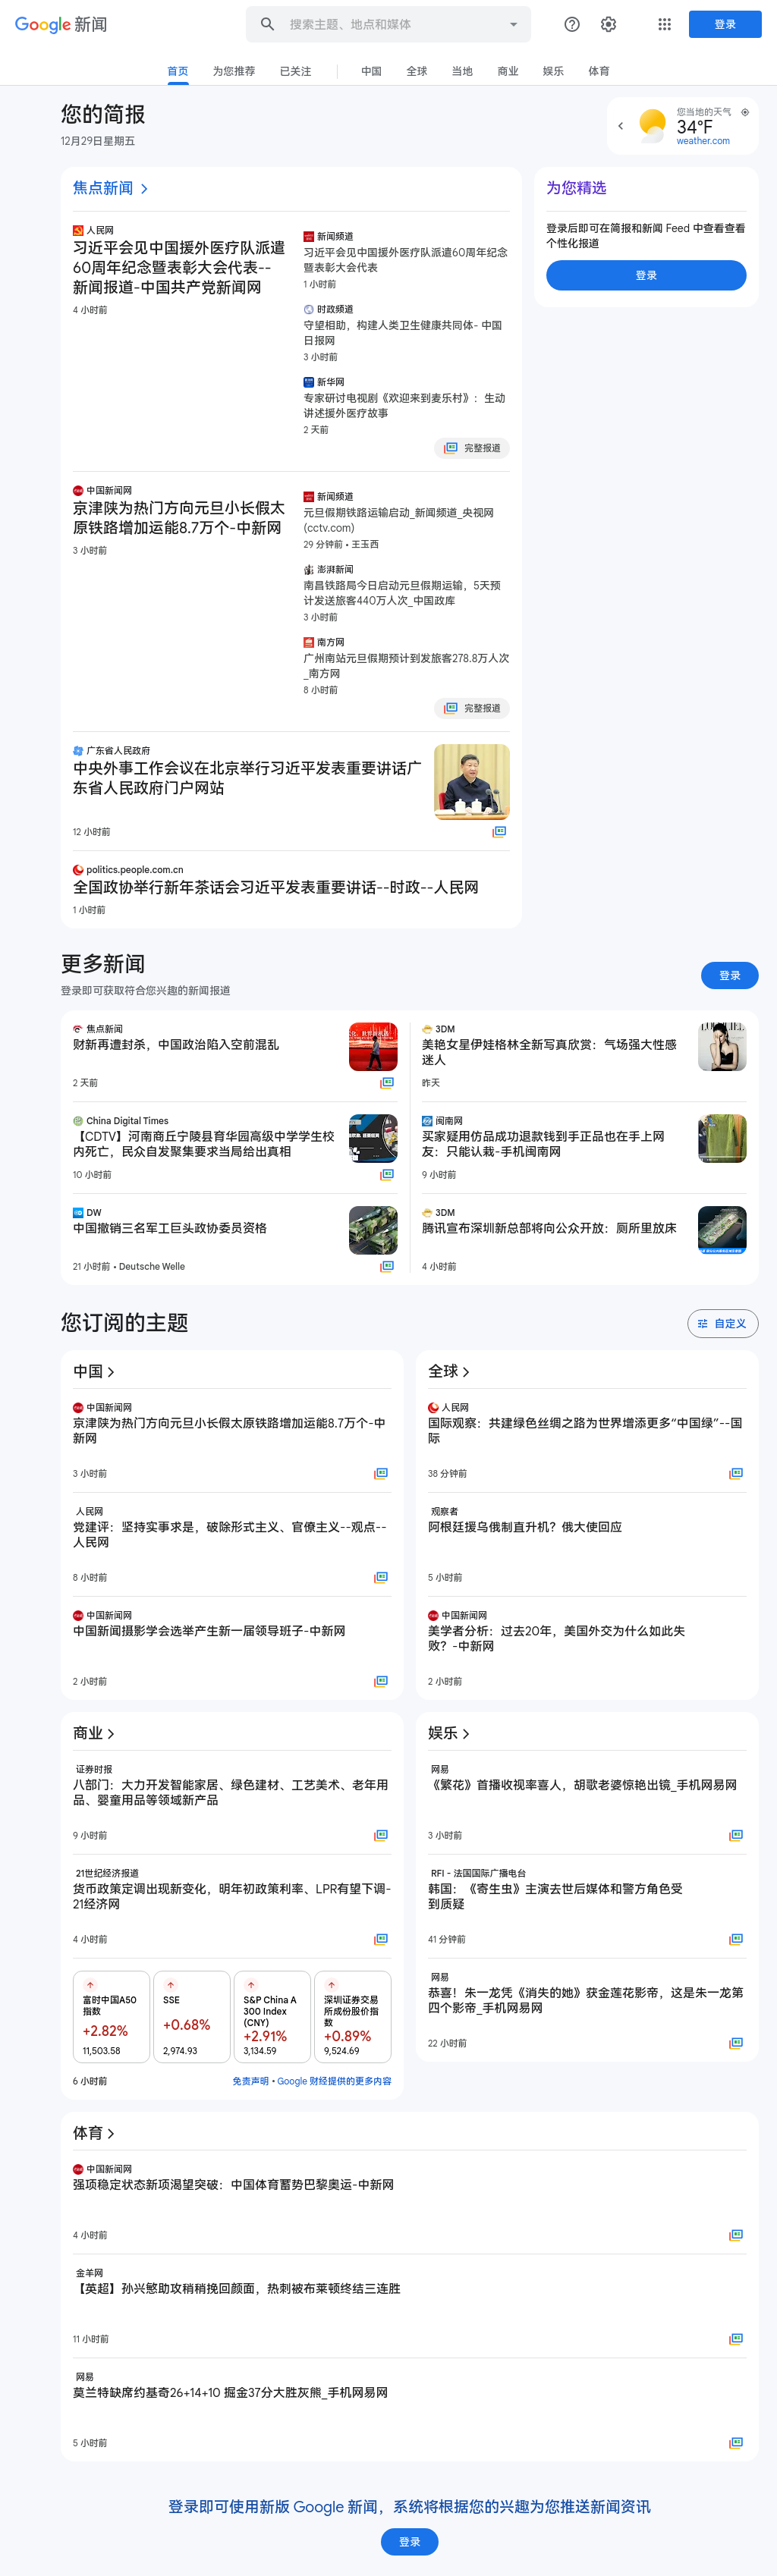 Google 新闻
搜索主题、地点和媒体
登录
首页
为您推荐
已关注
中国
全球
当地
商业
娱乐
体育
您的简报
12月29日星期五
您当地的天气
34°F
weather.com
焦点新闻
人民网
习近平会见中国援外医疗队派遣
60周年纪念暨表彰大会代表--
新闻报道-中国共产党新闻网
4 小时前
新闻频道
习近平会见中国援外医疗队派遣60周年纪念
暨表彰大会代表
1 小时前
时政频道
守望相助，构建人类卫生健康共同体- 中国
日报网
3 小时前
新华网
专家研讨电视剧《欢迎来到麦乐村》：生动
讲述援外医疗故事
2 天前
完整报道
中国新闻网
京津陕为热门方向元旦小长假太
原铁路增加运能8.7万个-中新网
3 小时前
新闻频道
元旦假期铁路运输启动_新闻频道_央视网
(cctv.com)
29 分钟前 • 王玉西
澎湃新闻
南昌铁路局今日启动元旦假期运输，5天预
计发送旅客440万人次_中国政库
3 小时前
南方网
广州南站元旦假期预计到发旅客278.8万人次
_南方网
8 小时前
完整报道
广东省人民政府
中央外事工作会议在北京举行习近平发表重要讲话广
东省人民政府门户网站
12 小时前
politics.people.com.cn
全国政协举行新年茶话会习近平发表重要讲话--时政--人民网
1 小时前
为您精选
登录后即可在简报和新闻 Feed 中查看查看
个性化报道
登录
更多新闻
登录即可获取符合您兴趣的新闻报道
登录
焦点新闻
财新再遭封杀，中国政治陷入空前混乱
2 天前
China Digital Times
【CDTV】河南商丘宁陵县育华园高级中学学生校
内死亡，民众自发聚集要求当局给出真相
10 小时前
DW
中国撤销三名军工巨头政协委员资格
21 小时前 • Deutsche Welle
3DM
美艳女星伊娃格林全新写真欣赏：气场强大性感
迷人
昨天
闽南网
买家疑用仿品成功退款钱到手正品也在手上网
友：只能认栽-手机闽南网
9 小时前
3DM
腾讯宣布深圳新总部将向公众开放：厕所里放床
4 小时前
您订阅的主题
自定义
中国
中国新闻网
京津陕为热门方向元旦小长假太原铁路增加运能8.7万个-中
新网
3 小时前
人民网
党建评：坚持实事求是，破除形式主义、官僚主义--观点--
人民网
8 小时前
中国新闻网
中国新闻摄影学会选举产生新一届领导班子-中新网
2 小时前
全球
人民网
国际观察：共建绿色丝绸之路为世界增添更多“中国绿”--国
际
38 分钟前
观察者
阿根廷援乌俄制直升机？俄大使回应
5 小时前
中国新闻网
美学者分析：过去20年，美国外交为什么如此失
败？-中新网
2 小时前
商业
证券时报
八部门：大力开发智能家居、绿色建材、工艺美术、老年用
品、婴童用品等领域新产品
9 小时前
21世纪经济报道
货币政策定调出现新变化，明年初政策利率、LPR有望下调-
21经济网
4 小时前
富时中国A50
指数
+2.82%
11,503.58
SSE
+0.68%
2,974.93
S&P China A
300 Index
(CNY)
+2.91%
3,134.59
深圳证券交易
所成份股价指
数
+0.89%
9,524.69
6 小时前
免责声明 • Google 财经提供的更多内容
娱乐
网易
《繁花》首播收视率喜人，胡歌老婆惊艳出镜_手机网易网
3 小时前
RFI - 法国国际广播电台
韩国：《寄生虫》主演去世后媒体和警方角色受
到质疑
41 分钟前
网易
恭喜！朱一龙凭《消失的她》获金莲花影帝，这是朱一龙第
四个影帝_手机网易网
22 小时前
体育
中国新闻网
强项稳定状态新项渴望突破：中国体育蓄势巴黎奥运-中新网
4 小时前
金羊网
【英超】孙兴慜助攻稍稍挽回颜面，热刺被布莱顿终结三连胜
11 小时前
网易
莫兰特缺席约基奇26+14+10 掘金37分大胜灰熊_手机网易网
5 小时前
登录即可使用新版 Google 新闻，系统将根据您的兴趣为您推送新闻资讯
登录